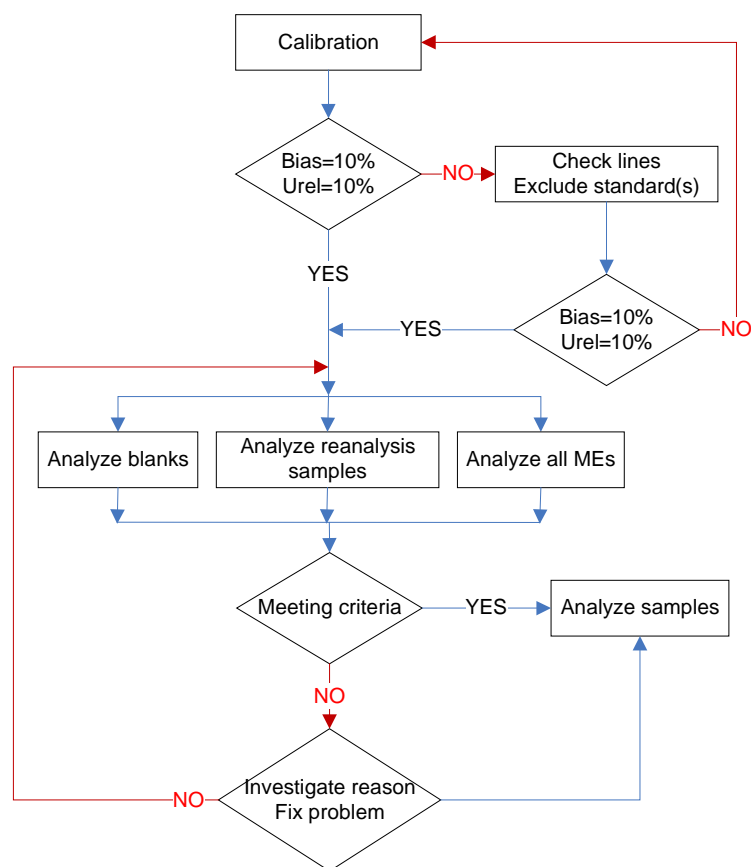 Calibration
Bias=10%
Urel=10%
NO
Check lines
Exclude standard(s)
YES
Bias=10%
Urel=10%
YES
NO
Analyze blanks
Analyze reanalysis
samples
Analyze all MEs
Meeting criteria
YES
Analyze samples
NO
Investigate reason
Fix problem
NO